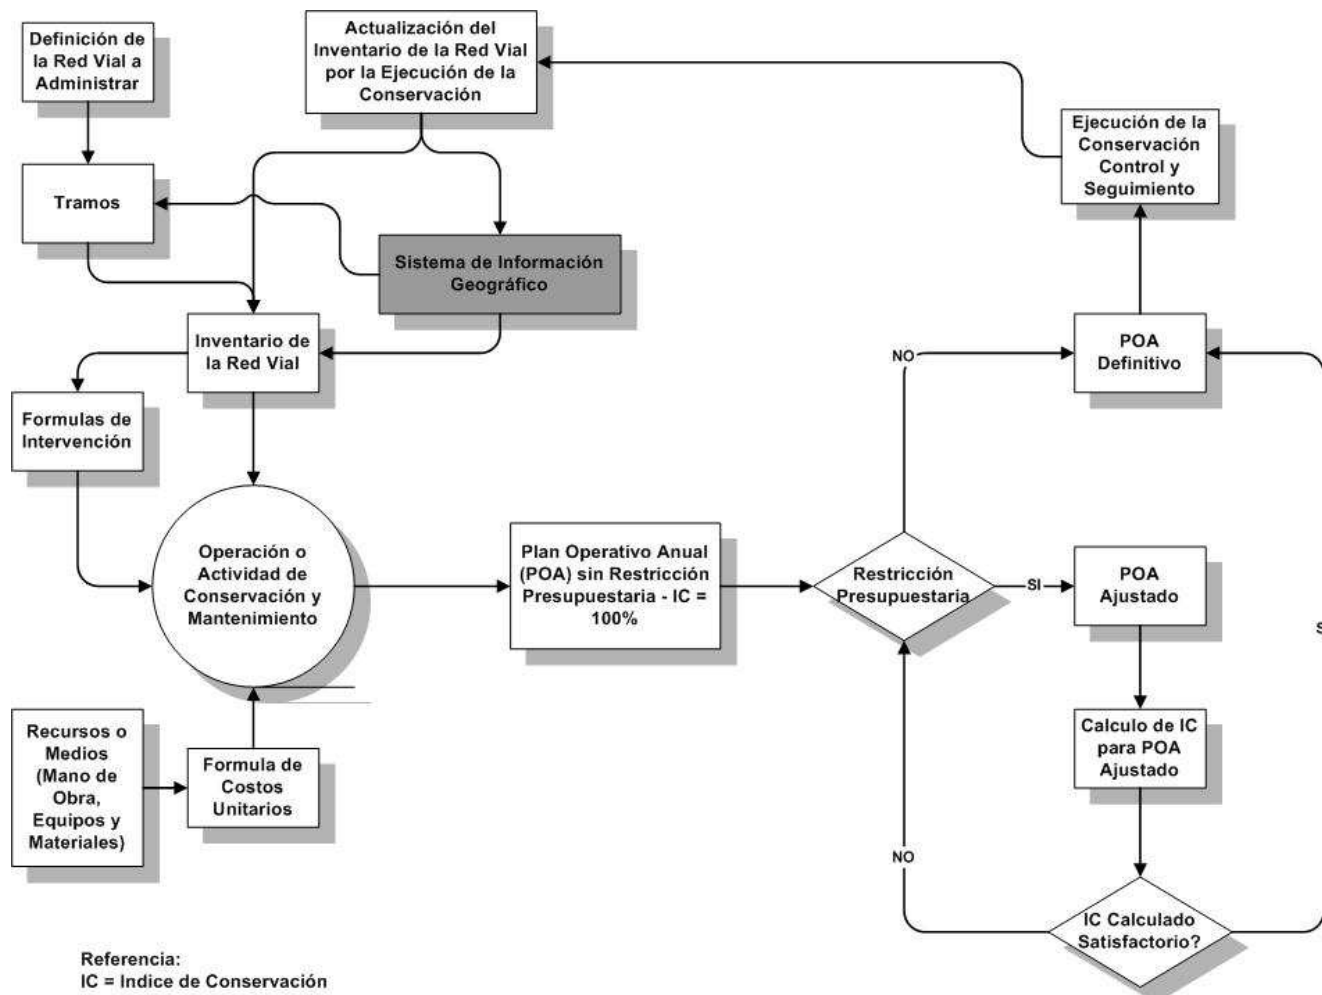 Definición de
la Red Vial a
Administrar
Actualización del
Inventario de la Red Vial
por la Ejecución de la
Conservación
Ejecución de la
Conservación
Control y
Seguimiento
Tramos
Sistema de Información
Geográfico
Inventario de
la Red Vial
NO
POA
Definitivo
Formulas de
Intervención
Operación o
Actividad de
Conservación y
Mantenimiento
Plan Operativo Anual
(POA) sin Restricción
Presupuestaria - IC =
100%
Restricción
Presupuestaria
SI
POA
Ajustado
S
Recursos o
Medios
(Mano de
Obra,
Equipos y
Materiales)
Formula de
Costos
Unitarios
Calculo de IC
para POA
Ajustado
NO
IC Calculado
Satisfactorio?
Referencia:
IC = Indice de Conservación